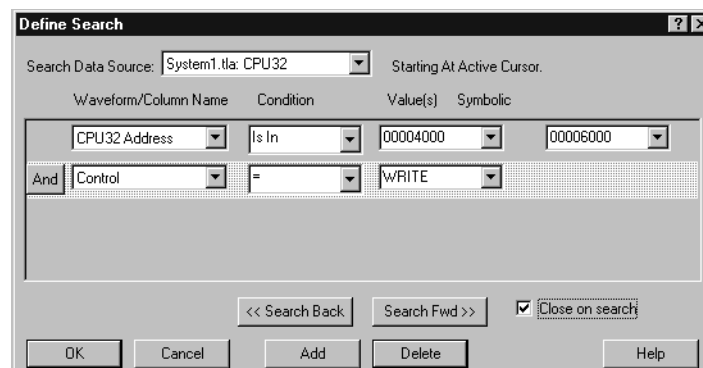 Define Search
Search Data Source: System1.tla: CPU32 Starting At Active Cursor.
Waveform/Column Name Condition Value(s) Symbolic
CPU32 Address Is In 00004000 00006000
And Control = WRITE
<< Search Back Search Fwd >> Close on search
OK Cancel Add Delete Help